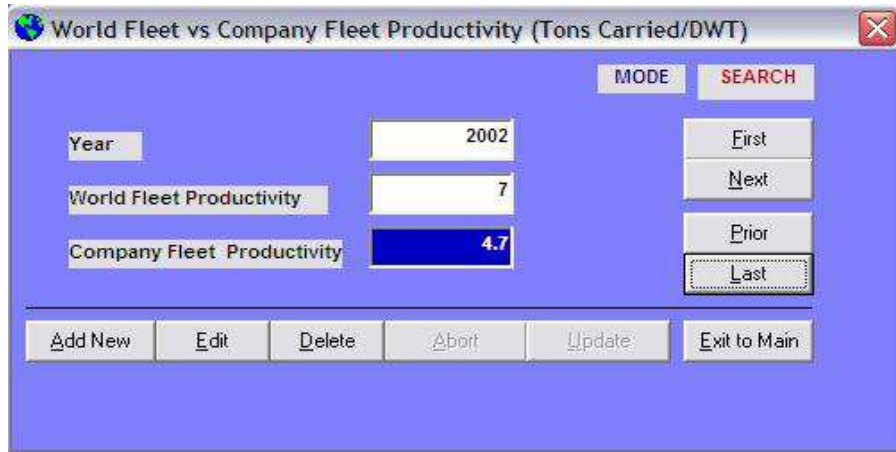 World Fleet vs Company Fleet Productivity (Tons Carried/DWT)
MODE SEARCH
Year 2002 First
World Fleet Productivity 7 Next
Company Fleet Productivity 4.7 Prior
Last
Add New Edit Delete Abort Update Exit to Main